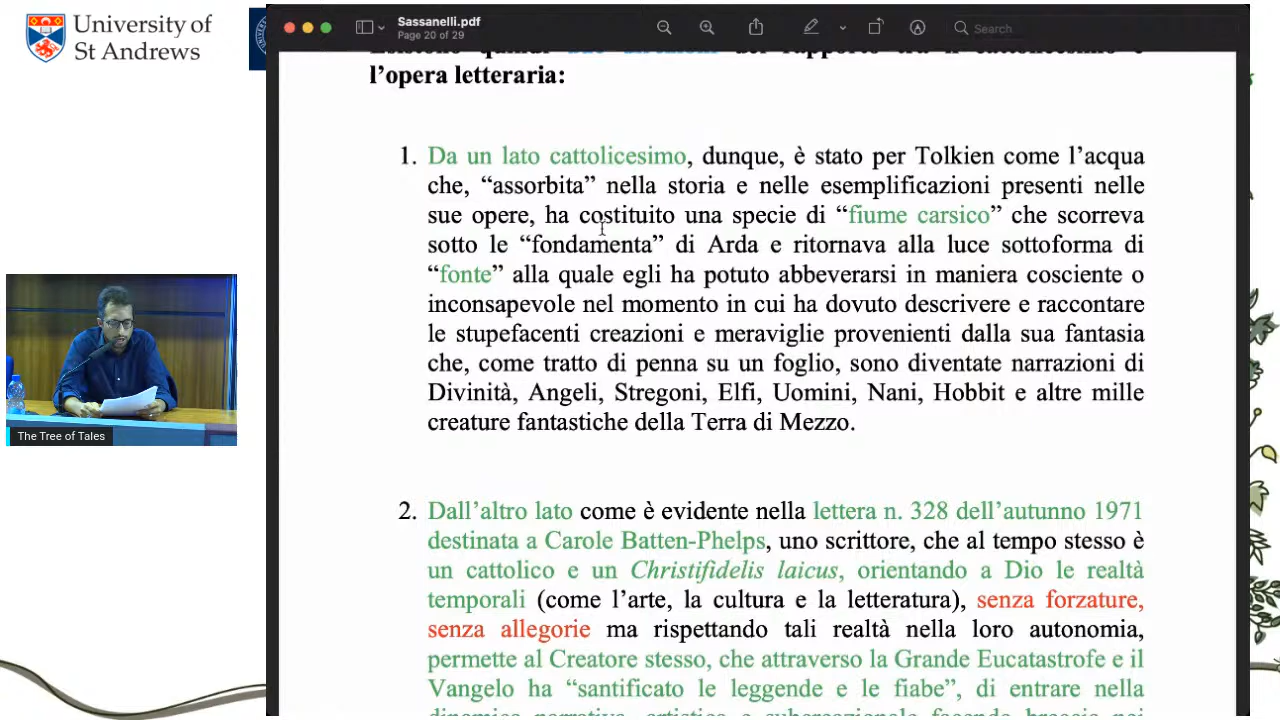 University of
St Andrews
Sassanelli.pdf
Page 20 of 29
Search
l’opera letteraria:
1. Da un lato cattolicesimo, dunque, è stato per Tolkien come l’acqua
che, “assorbita” nella storia e nelle esemplificazioni presenti nelle
sue opere, ha costituito una specie di “fiume carsico” che scorreva
sotto le “fondamenta” di Arda e ritornava alla luce sottoforma di
“fonte” alla quale egli ha potuto abbeverarsi in maniera cosciente o
inconsapevole nel momento in cui ha dovuto descrivere e raccontare
le stupefacenti creazioni e meraviglie provenienti dalla sua fantasia
che, come tratto di penna su un foglio, sono diventate narrazioni di
Divinità, Angeli, Stregoni, Elfi, Uomini, Nani, Hobbit e altre mille
creature fantastiche della Terra di Mezzo.
2. Dall’altro lato come è evidente nella lettera n. 328 dell’autunno 1971
destinata a Carole Batten-Phelps, uno scrittore, che al tempo stesso è
un cattolico e un Christifidelis laicus, orientando a Dio le realtà
temporali (come l’arte, la cultura e la letteratura), senza forzature,
senza allegorie ma rispettando tali realtà nella loro autonomia,
permette al Creatore stesso, che attraverso la Grande Eucatastrofe e il
Vangelo ha “santificato le leggende e le fiabe”, di entrare nella
The Tree of Tales